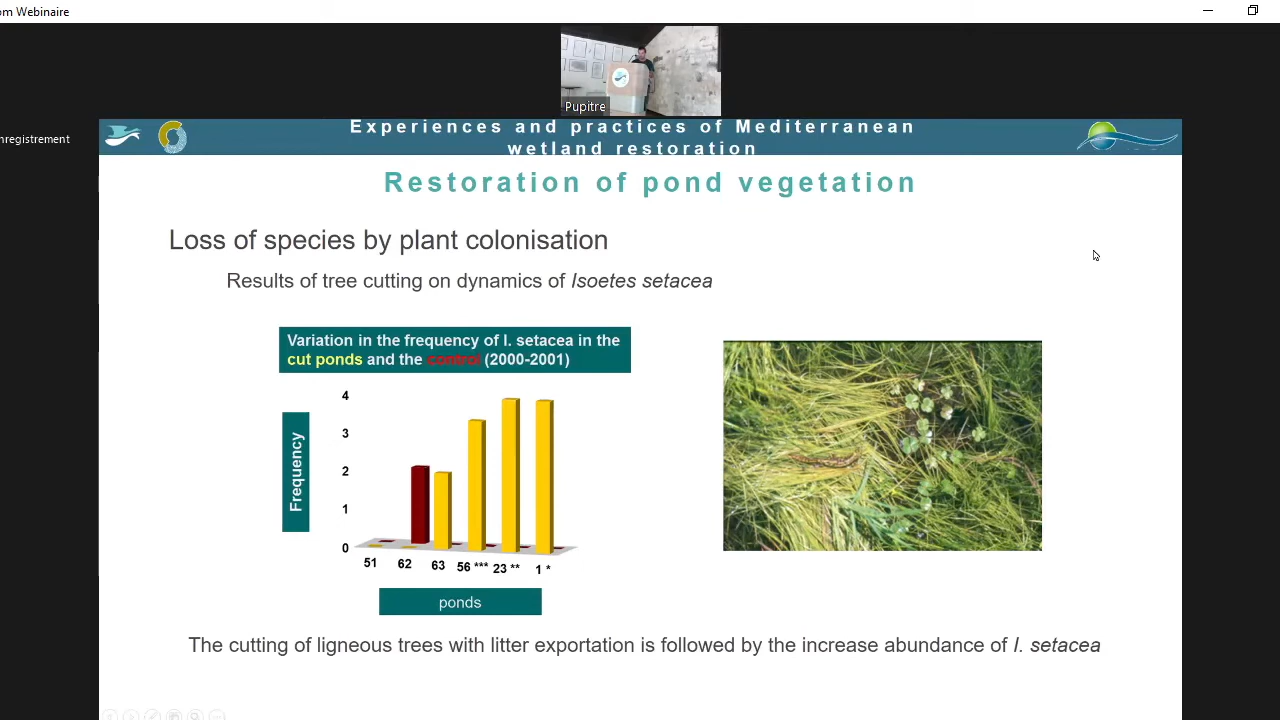 om Webinaire
Pupitre
nregistrement
Experiences and practices of Mediterranean
wetland restoration
Restoration of pond vegetation
Loss of species by plant colonisation
Results of tree cutting on dynamics of Isoetes setacea
Variation in the frequency of I. setacea in the
cut ponds and the control (2000-2001)
Frequency
4
3
2
1
0
51 62 63 56 *** 23 ** 1 *
ponds
The cutting of ligneous trees with litter exportation is followed by the increase abundance of I. setacea